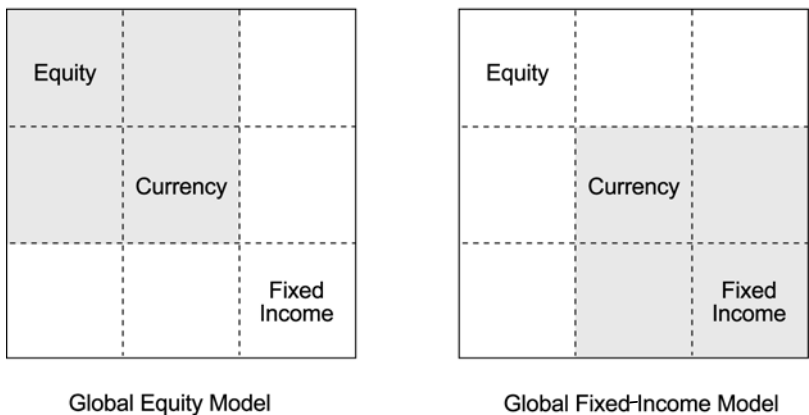 Equity
Currency
Fixed
Income
Global Equity Model
Equity
Currency
Fixed
Income
Global Fixed-Income Model